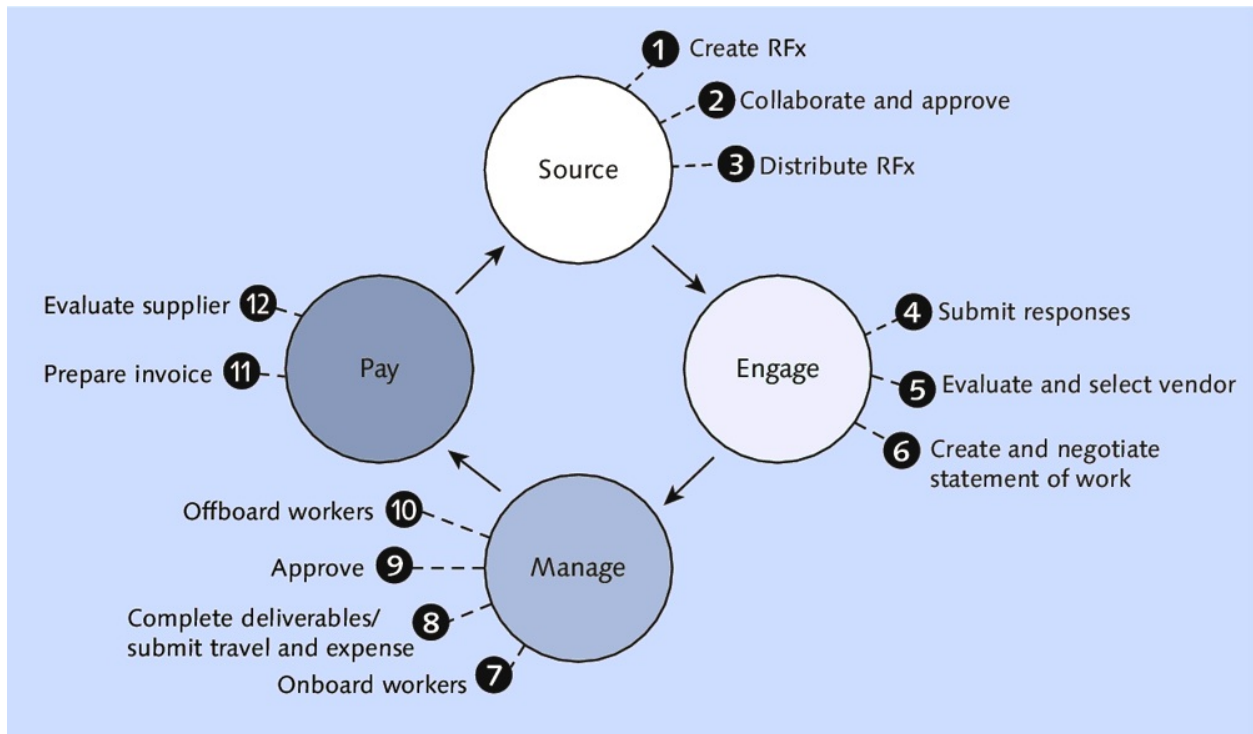 1 Create RFx
2 Collaborate and approve
3 Distribute RFx
Source
4 Submit responses
5 Evaluate and select vendor
6 Create and negotiate
statement of work
Engage
Manage
7 Onboard workers
8 Complete deliverables/
submit travel and expense
9 Approve
10 Offboard workers
Pay
11 Prepare invoice
12 Evaluate supplier